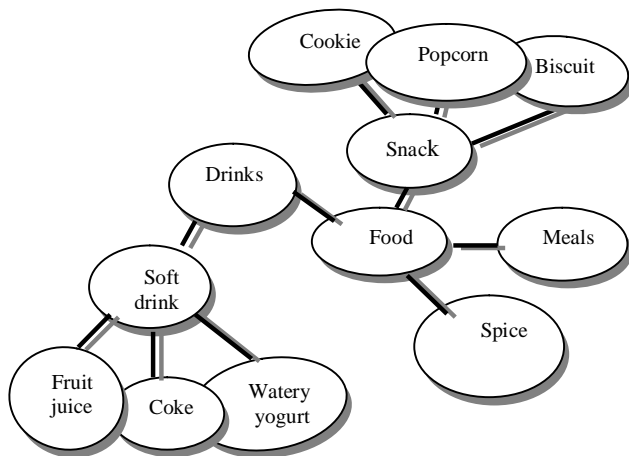 Cookie
Popcorn
Biscuit
Snack
Drinks
Food
Meals
Soft
drink
Spice
Fruit
juice
Coke
Watery
yogurt